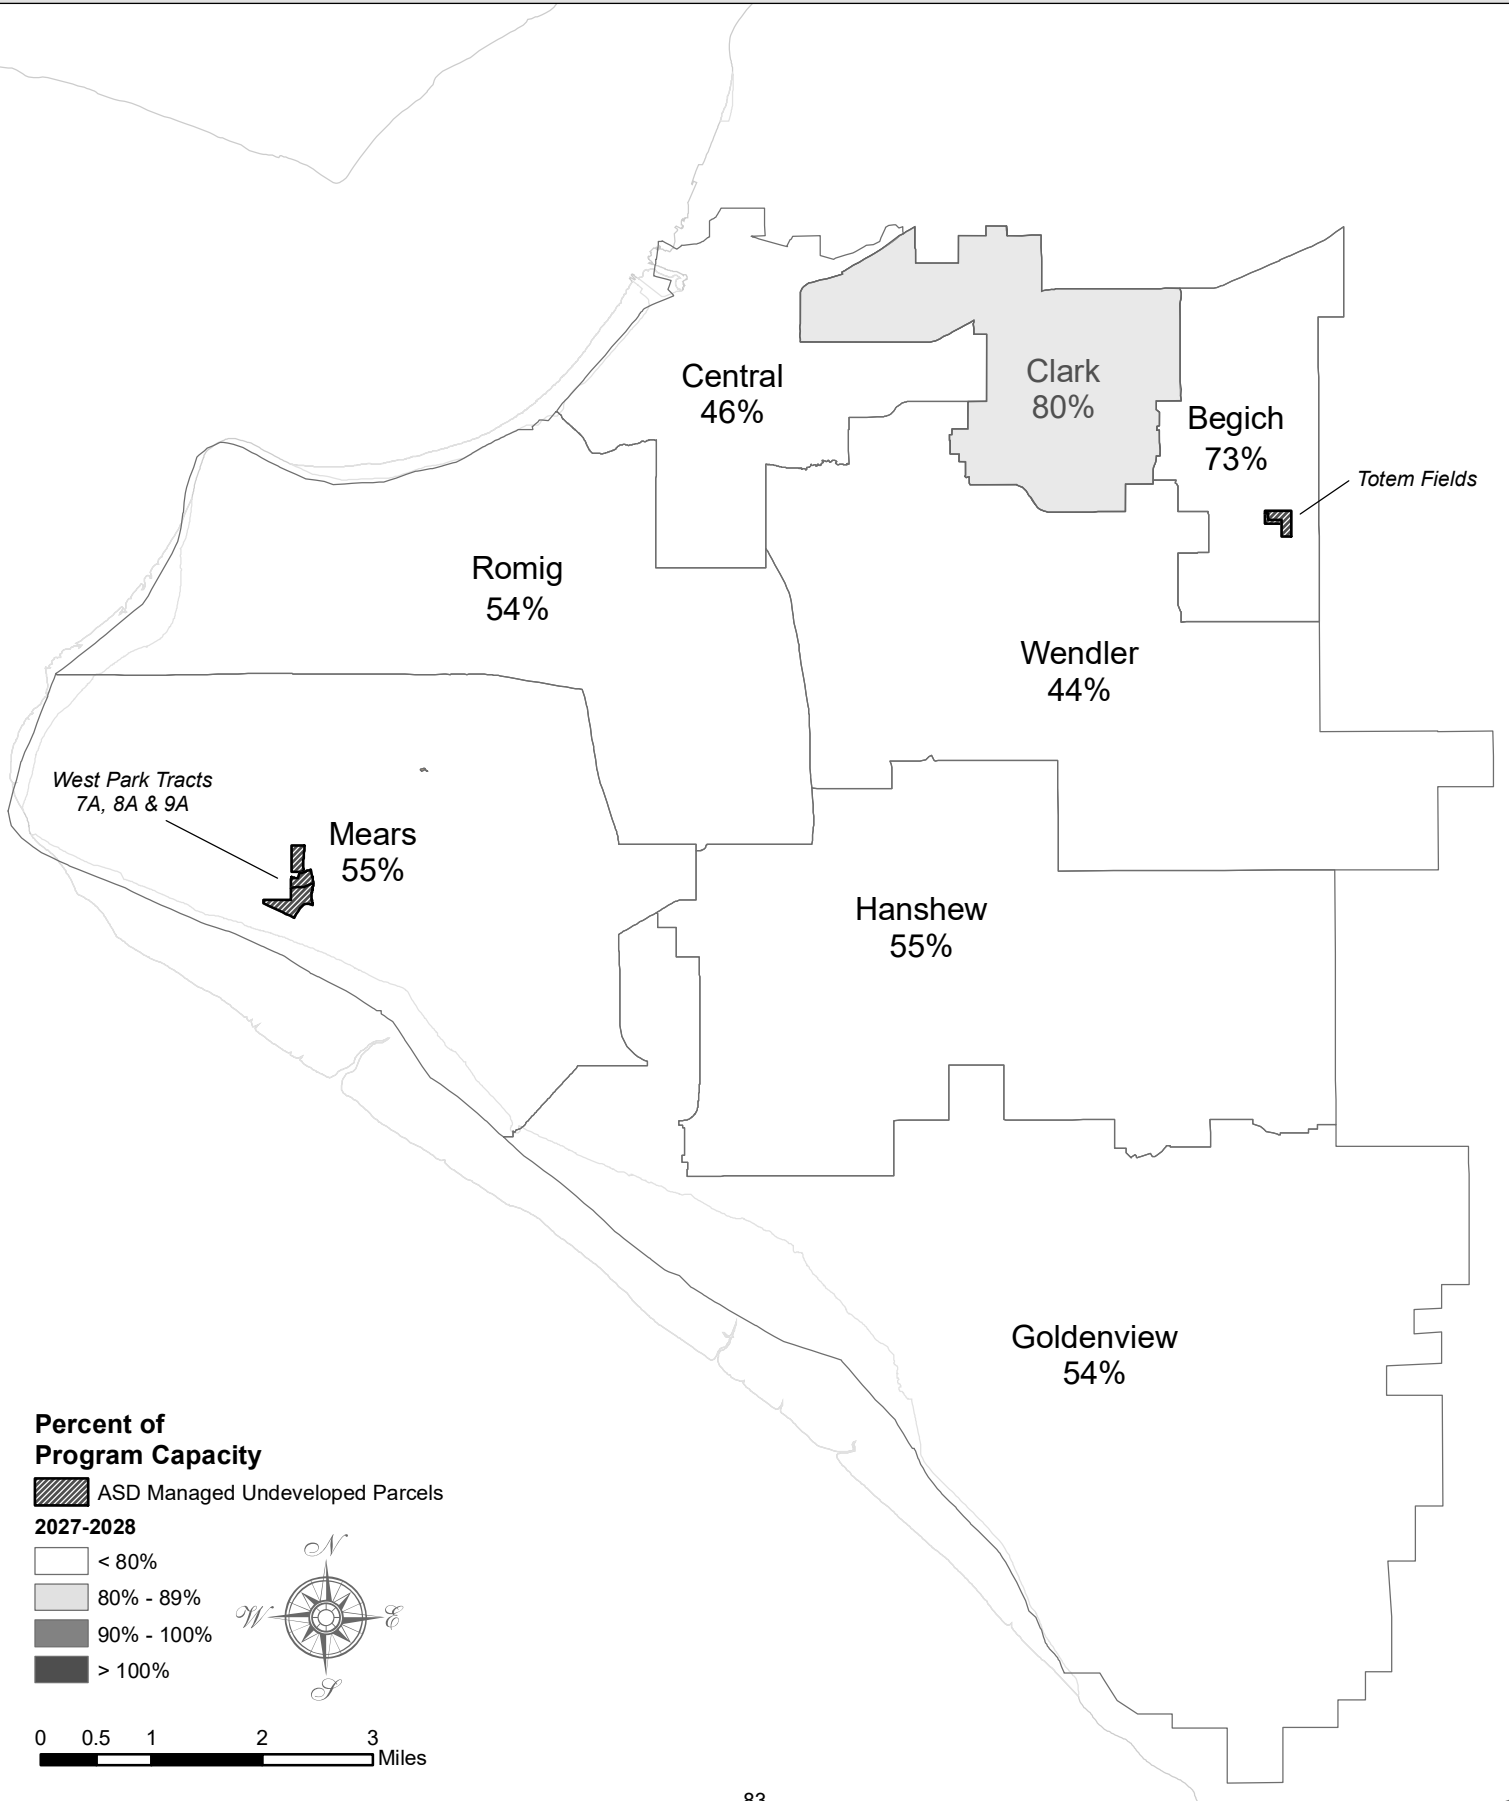 Central
46%
Clark
80%
Begich
73%
Totem Fields
Romig
54%
Wendler
44%
West Park Tracts
7A, 8A & 9A
Mears
55%
Hanshew
55%
Goldenview
54%
Percent of
Program Capacity
ASD Managed Undeveloped Parcels
2027-2028
< 80%
80% - 89%
90% - 100%
> 100%
N
W
E
S
0 0.5 1 2 3
Miles
83